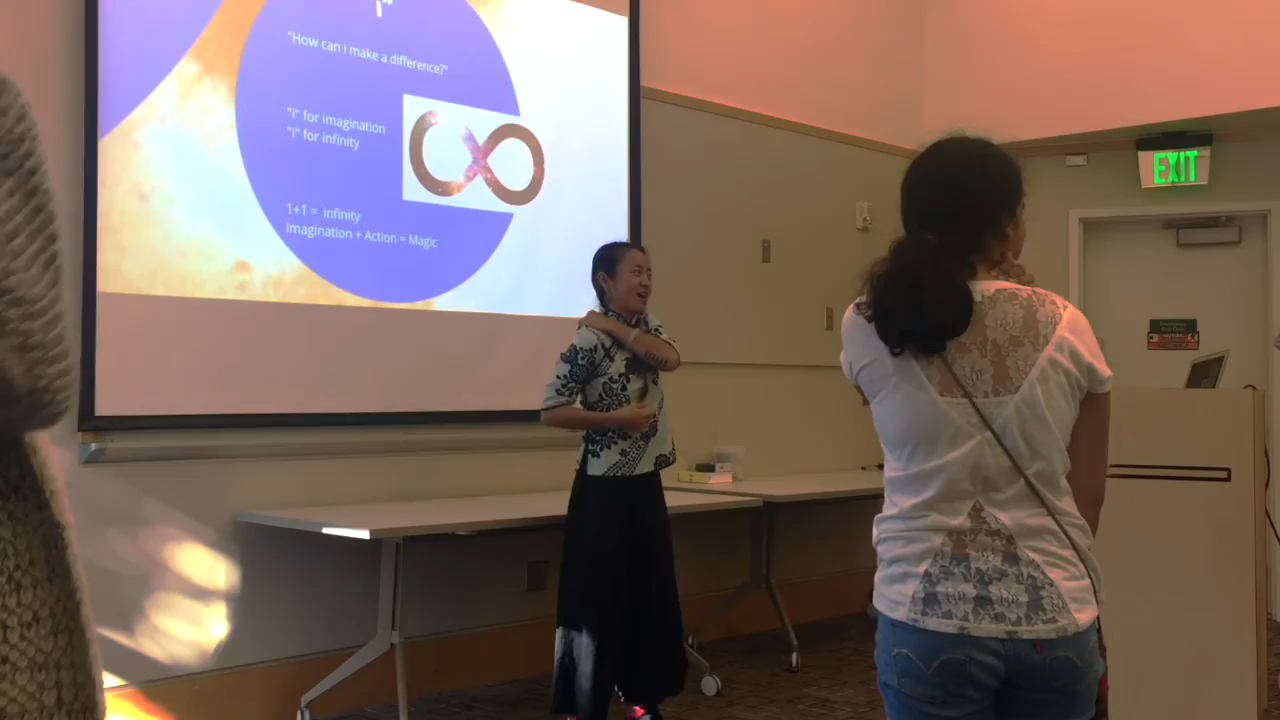 i"
"How can i make a difference?"
"i" for imagination
"i" for infinity
1+1 = infinity
Imagination + Action = Magic
EXIT